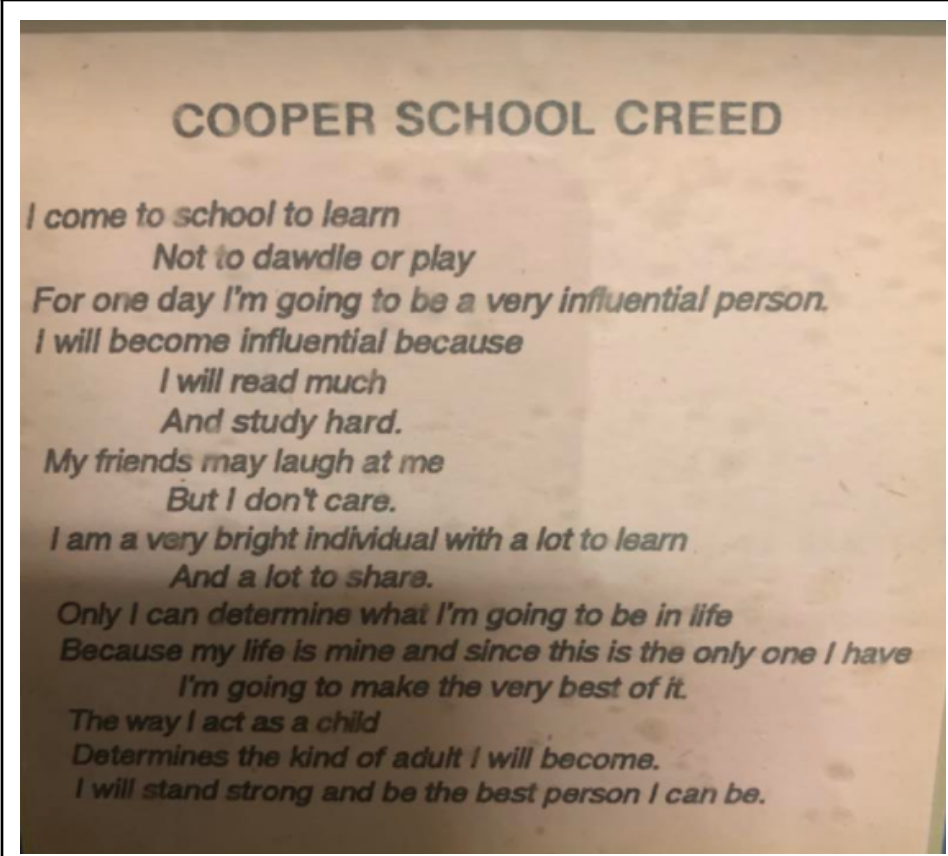 COOPER SCHOOL CREED
I come to school to learn
Not to dawdle or play
For one day I'm going to be a very influential person.
I will become influential because
I will read much
And study hard.
My friends may laugh at me
But I don't care.
I am a very bright individual with a lot to learn
And a lot to share.
Only I can determine what I'm going to be in life
Because my life is mine and since this is the only one I have
I'm going to make the very best of it.
The way I act as a child
Determines the kind of adult I will become.
I will stand strong and be the best person I can be.